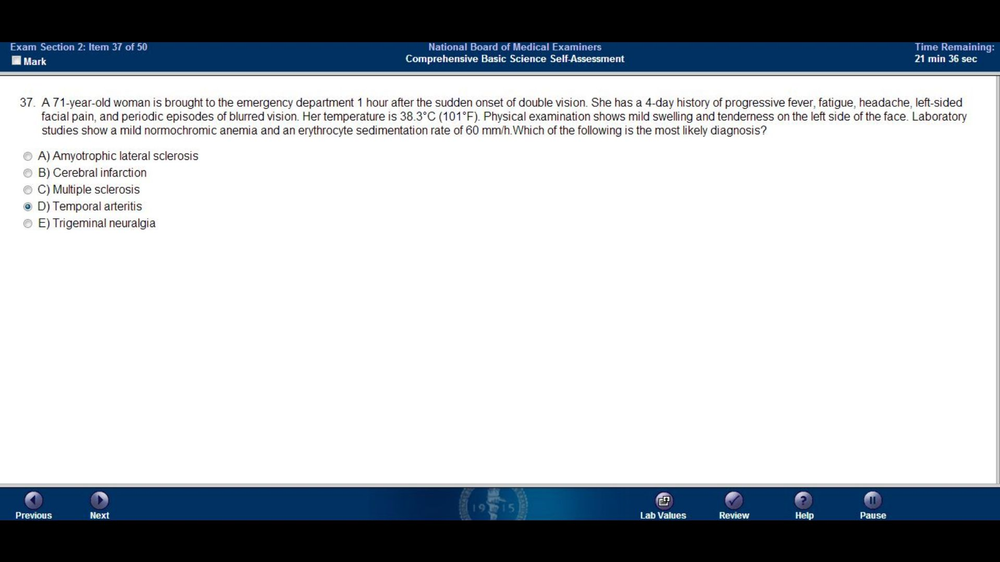 Exam Section 2: Item 37 of 50
National Board of Medical Examiners
Time Remaining:
Mark
Comprehensive Basic Science Self-Assessment
21 min 36 sec
37. A 71-year-old woman is brought to the emergency department 1 hour after the sudden onset of double vision. She has a 4-day history of progressive fever, fatigue, headache, left-sided
facial pain, and periodic episodes of blurred vision. Her temperature is 38.3°C (101°F). Physical examination shows mild swelling and tenderness on the left side of the face. Laboratory
studies show a mild normochromic anemia and an erythrocyte sedimentation rate of 60 mm/h.Which of the following is the most likely diagnosis?
A) Amyotrophic lateral sclerosis
B) Cerebral infarction
C) Multiple sclerosis
D) Temporal arteritis
E) Trigeminal neuralgia
1915
Previous
Next
Lab Values
Review
Help
Pause